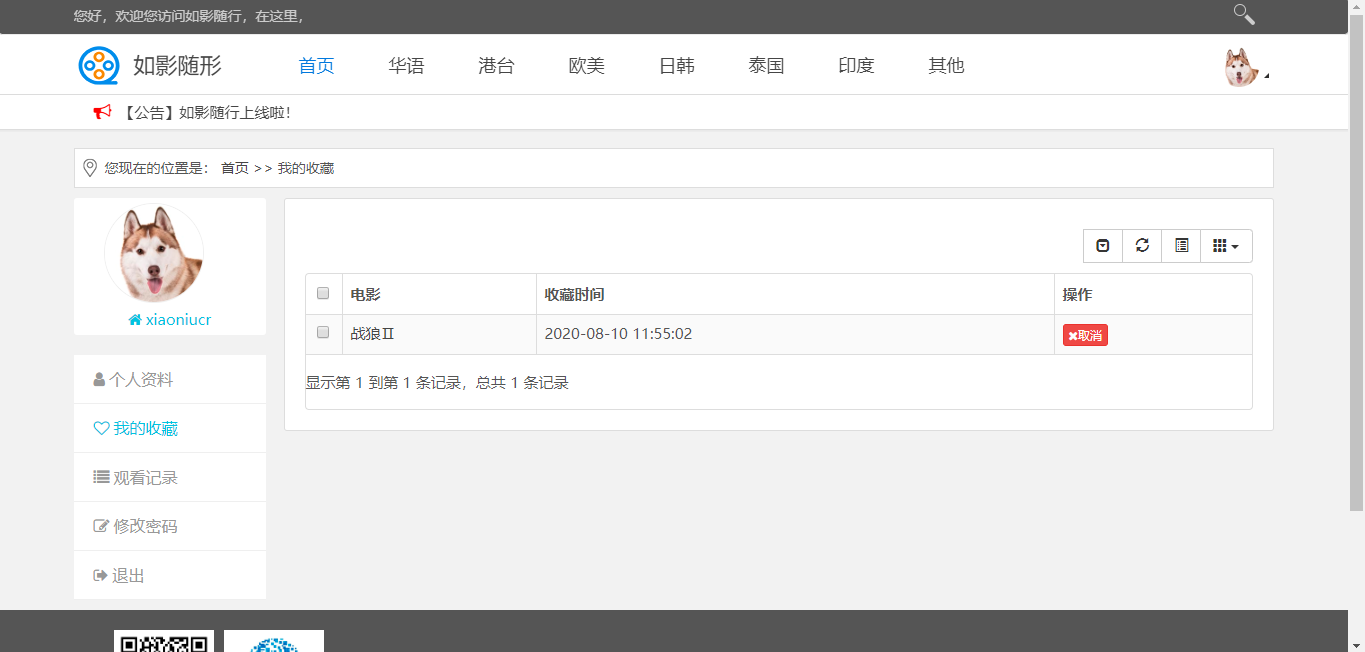 您好，欢迎您访问如影随行，在这里，
如影随形 首页 华语 港台 欧美 日韩 泰国 印度 其他
【公告】如影随行上线啦！
您现在的位置是： 首页 >> 我的收藏
xiaoniucr
个人资料
我的收藏
观看记录
修改密码
退出
电影 收藏时间 操作
战狼Ⅱ 2020-08-10 11:55:02 取消
显示第 1 到第 1 条记录，总共 1 条记录